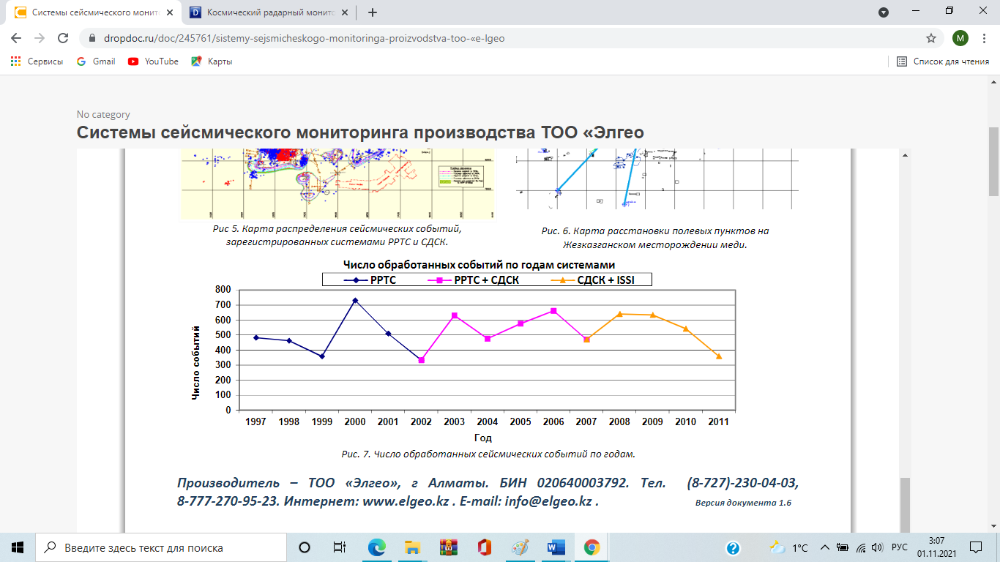 Системы сейсмического монит
Космический радарный монито
dropdoc.ru/doc/245761/sistemy-sejsmicheskogo-monitoringa-proizvodstva-too-«e-lgeo
M
Сервисы
Gmail
YouTube
Карты
Список для чтения
No category
Системы сейсмического мониторинга производства ТОО «Элгео
Рис 5. Карта распределения сейсмических событий,
зарегистрированных системами РРТС и СДСК.
Рис. 6. Карта расстановки полевых пунктов на
Жезказганском месторождении меди.
Число обработанных событий по годам системами
РРТС
РРТС + СДСК
СДСК + ISSI
800
700
600
500
400
300
200
100
0
Число событий
1997 1998 1999 2000 2001 2002 2003 2004 2005 2006 2007 2008 2009 2010 2011
Год
Рис. 7. Число обработанных сейсмических событий по годам.
Производитель – ТОО «Элгео», г Алматы. БИН 020640003792. Тел. (8-727)-230-04-03,
8-777-270-95-23. Интернет: www.elgeo.kz . E-mail: info@elgeo.kz .
Версия документа 1.6
Введите здесь текст для поиска
1°C
РУС
3:07
01.11.2021